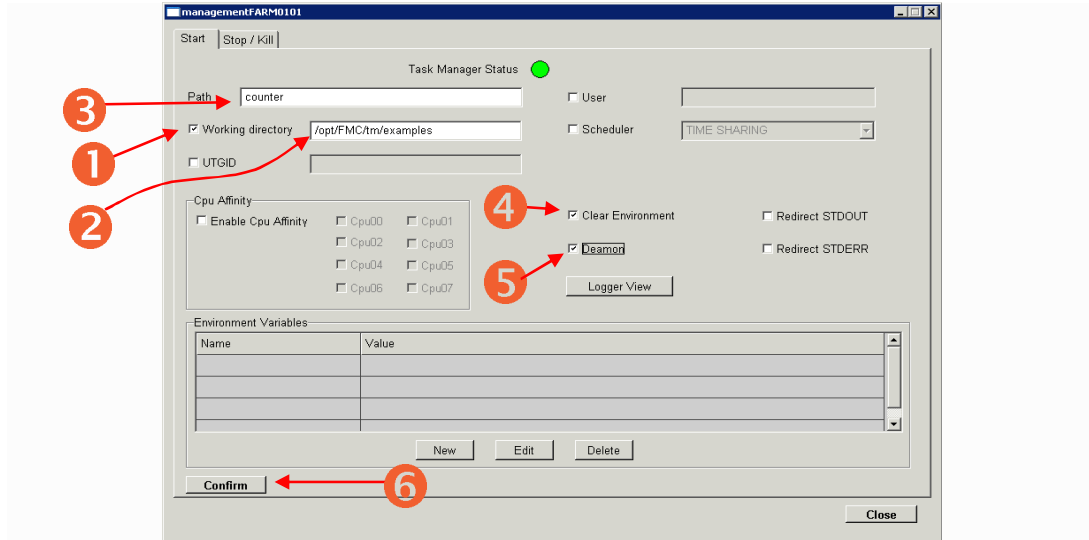 managementFARM0101
Start
Stop / Kill
Task Manager Status
Path
counter
User
3
Working directory
/opt/FMC/tm/examples
Scheduler
TIME SHARING
1
UTGID
2
Cpu Affinity
Enable Cpu Affinity
Cpu00
Cpu01
Cpu02
Cpu03
Cpu04
Cpu05
Cpu06
Cpu07
4
Clear Environment
Redirect STDOUT
Deamon
Redirect STDERR
5
Logger View
Environment Variables
Name
Value
New
Edit
Delete
Confirm
6
Close